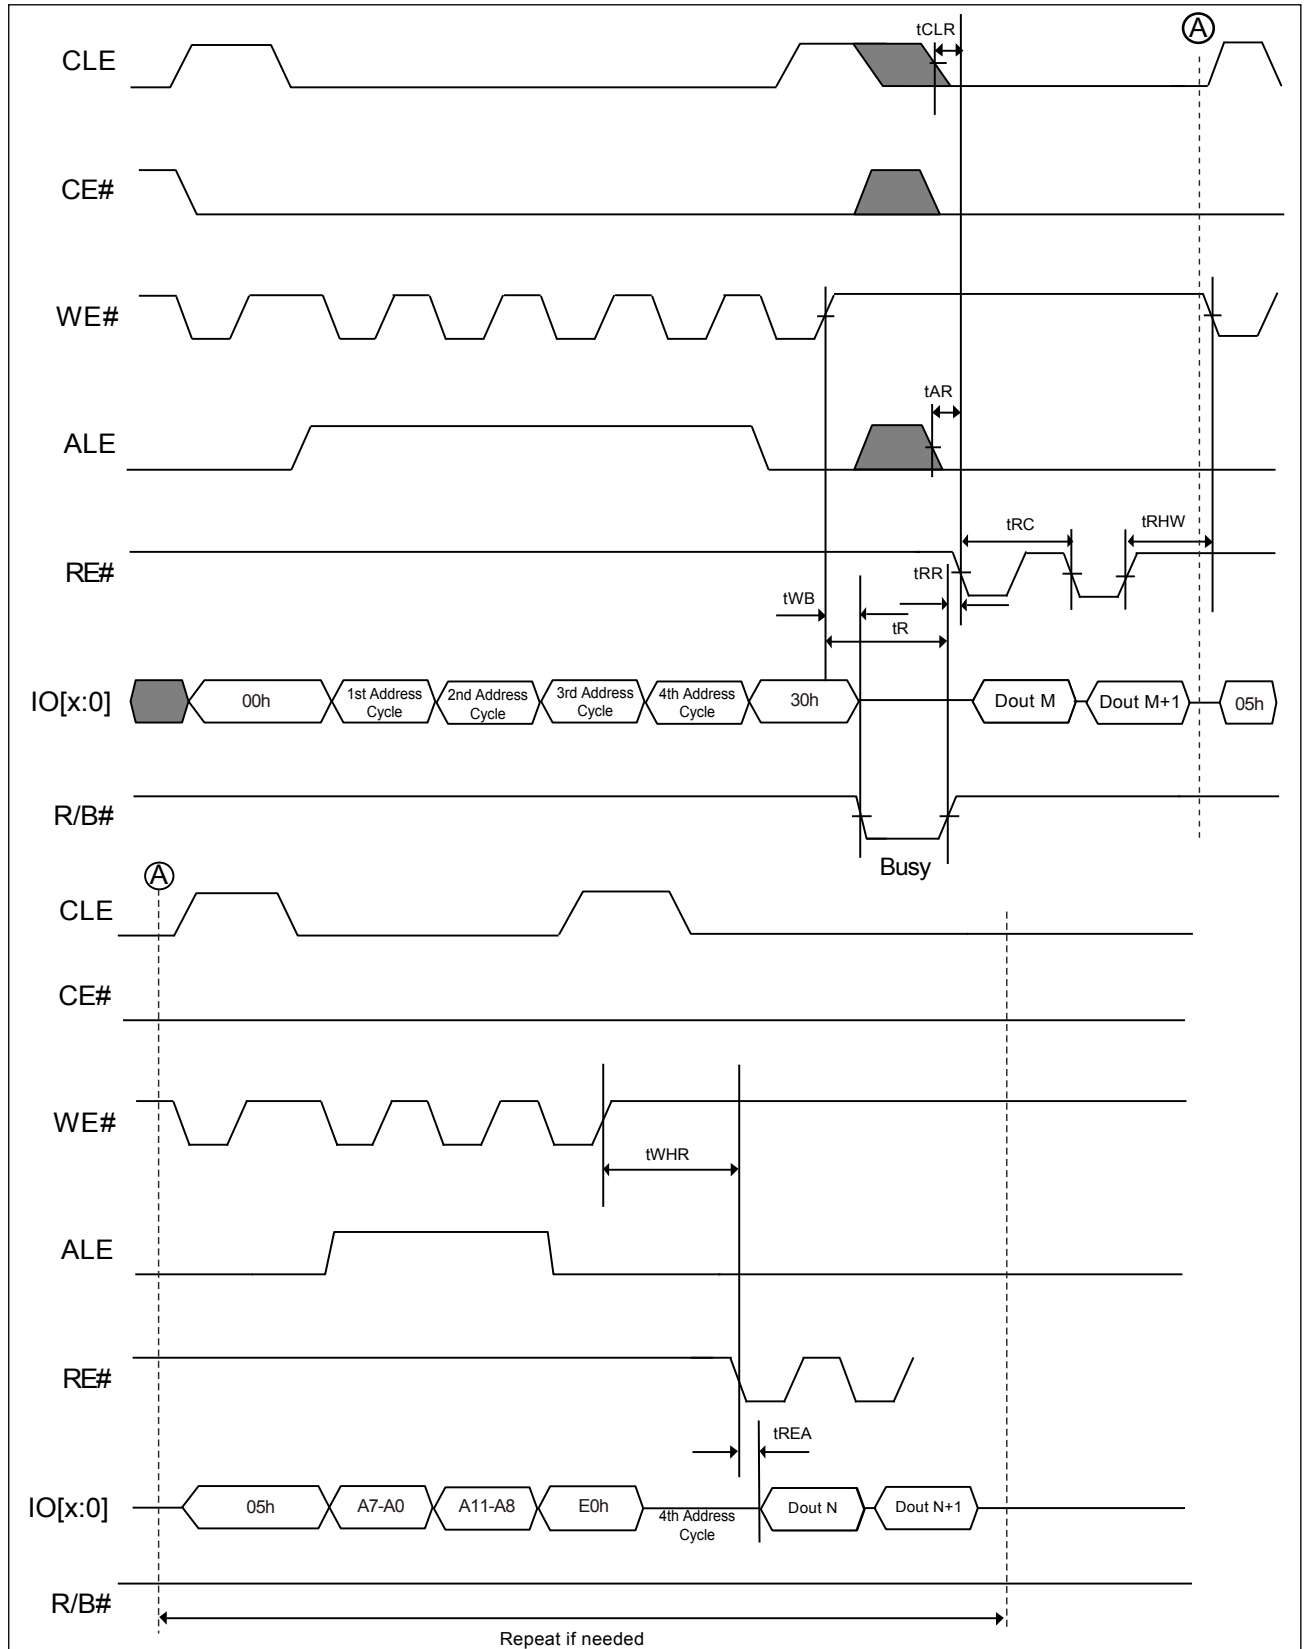 tCLR
A
CLE
CE#
WE#
tAR
ALE
tRC
tRHW
RE#
tRR
tWB
tR
IO[x:0]
00h
1st Address
Cycle
2nd Address
Cycle
3rd Address
Cycle
4th Address
Cycle
30h
Dout M
Dout M+1
05h
R/B#
Busy
A
CLE
CE#
WE#
tWHR
ALE
RE#
tREA
IO[x:0]
05h
A7-A0
A11-A8
E0h
4th Address
Cycle
Dout N
Dout N+1
R/B#
Repeat if needed